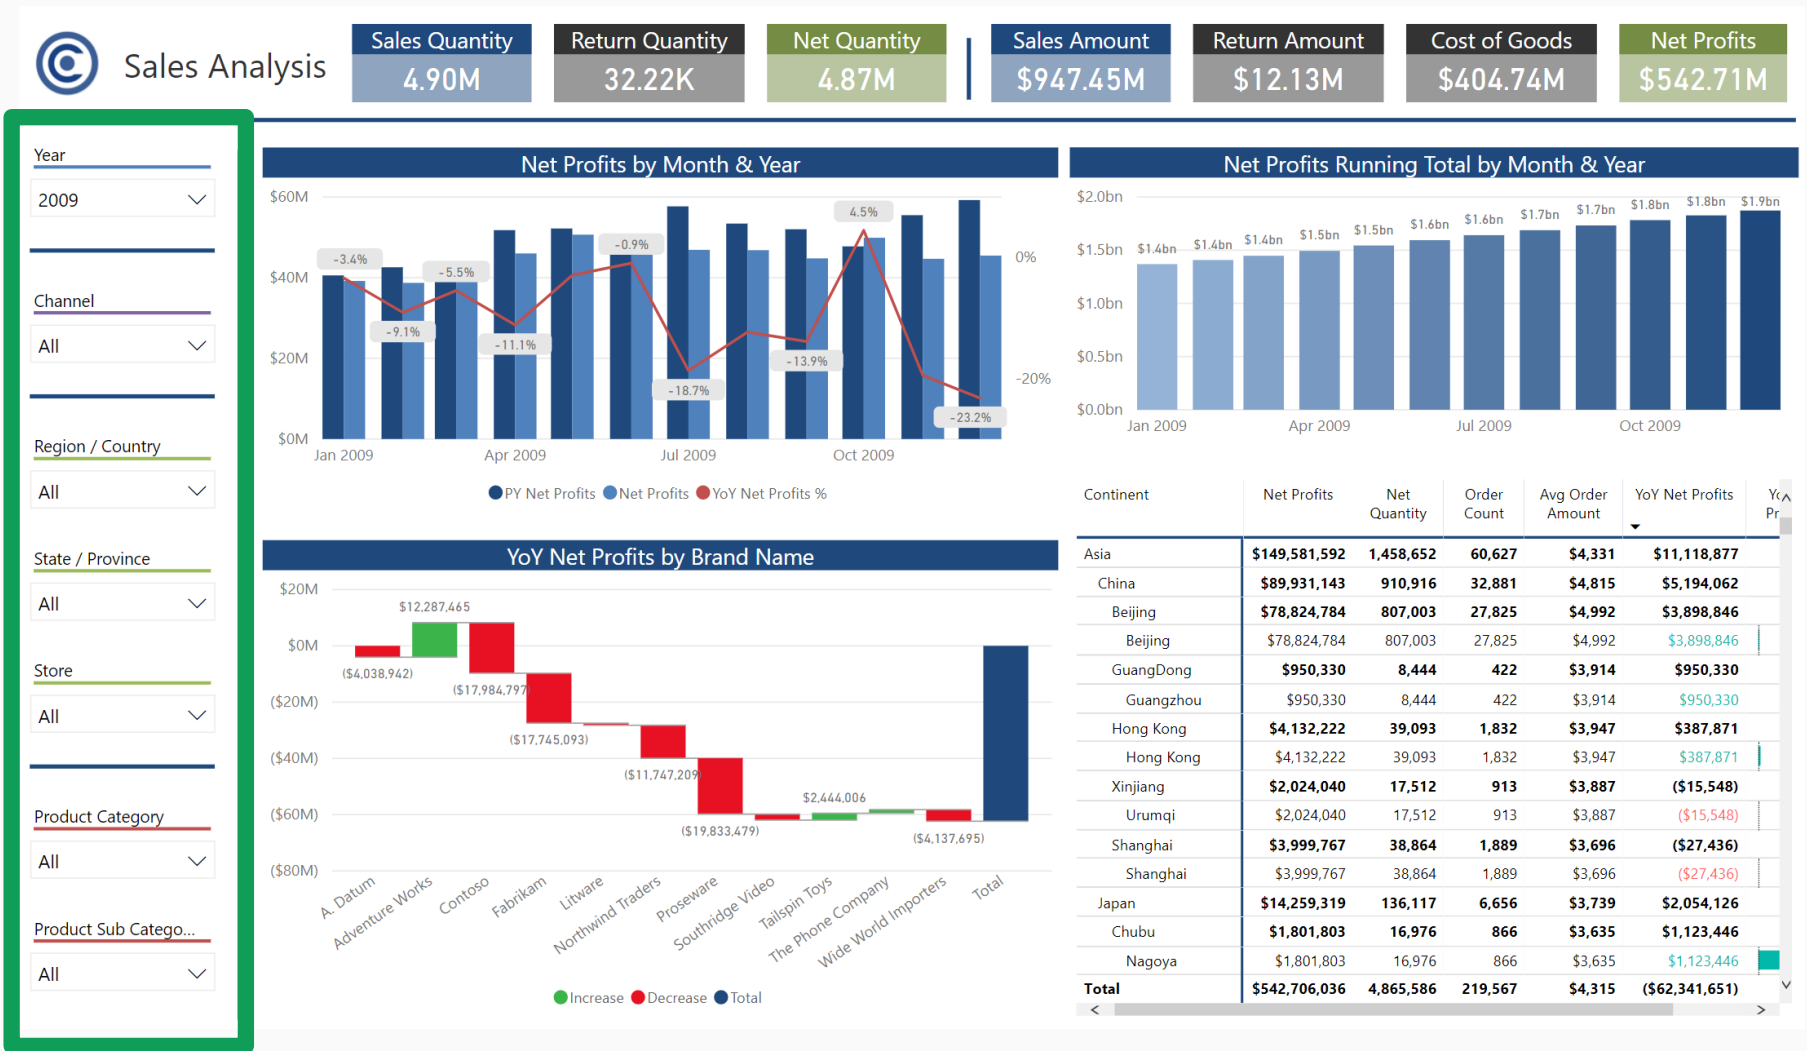 Sales Analysis
Sales Quantity
4.90M
Return Quantity
32.22K
Net Quantity
4.87M
Sales Amount
$947.45M
Return Amount
$12.13M
Cost of Goods
$404.74M
Net Profits
$542.71M
Year
2009
Channel
All
Region / Country
All
State / Province
All
Store
All
Product Category
All
Product Sub Catego...
All
Net Profits by Month & Year
$60M
$40M
$20M
$0M
0%
-20%
-3.4%
-9.1%
-5.5%
-11.1%
-0.9%
-18.7%
-13.9%
4.5%
-23.2%
Jan 2009
Apr 2009
Jul 2009
Oct 2009
PY Net Profits Net Profits YoY Net Profits %
YoY Net Profits by Brand Name
$20M
$0M
($20M)
($40M)
($60M)
($80M)
($4,038,942)
$12,287,465
($17,984,797
($17,745,093)
($11,747,209)
($19,833,479)
$2,444,006
($4,137,695)
A. Datum
Adventure Works
Contoso
Fabrikam
Litware
Northwind Traders
Proseware
Southridge Video
Tailspin Toys
The Phone Company
Wide World Importers
Total
Increase Decrease Total
Net Profits Running Total by Month & Year
$2.0bn
$1.5bn
$1.0bn
$0.5bn
$0.0bn
$1.4bn
$1.4bn
$1.4bn
$1.5bn
$1.5bn
$1.6bn
$1.6bn
$1.7bn
$1.7bn
$1.8bn
$1.8bn
$1.9bn
Jan 2009
Apr 2009
Jul 2009
Oct 2009
Continent Net Profits Net Quantity Order Count Avg Order Amount YoY Net Profits
Asia $149,581,592 1,458,652 60,627 $4,331 $11,118,877
China $89,931,143 910,916 32,881 $4,815 $5,194,062
Beijing $78,824,784 807,003 27,825 $4,992 $3,898,846
Beijing $78,824,784 807,003 27,825 $4,992 $3,898,846
GuangDong $950,330 8,444 422 $3,914 $950,330
Guangzhou $950,330 8,444 422 $3,914 $950,330
Hong Kong $4,132,222 39,093 1,832 $3,947 $387,871
Hong Kong $4,132,222 39,093 1,832 $3,947 $387,871
Xinjiang $2,024,040 17,512 913 $3,887 ($15,548)
Urumqi $2,024,040 17,512 913 $3,887 ($15,548)
Shanghai $3,999,767 38,864 1,889 $3,696 ($27,436)
Shanghai $3,999,767 38,864 1,889 $3,696 ($27,436)
Japan $14,259,319 136,117 6,656 $3,739 $2,054,126
Chubu $1,801,803 16,976 866 $3,635 $1,123,446
Nagoya $1,801,803 16,976 866 $3,635 $1,123,446
Total $542,706,036 4,865,586 219,567 $4,315 ($62,341,651)